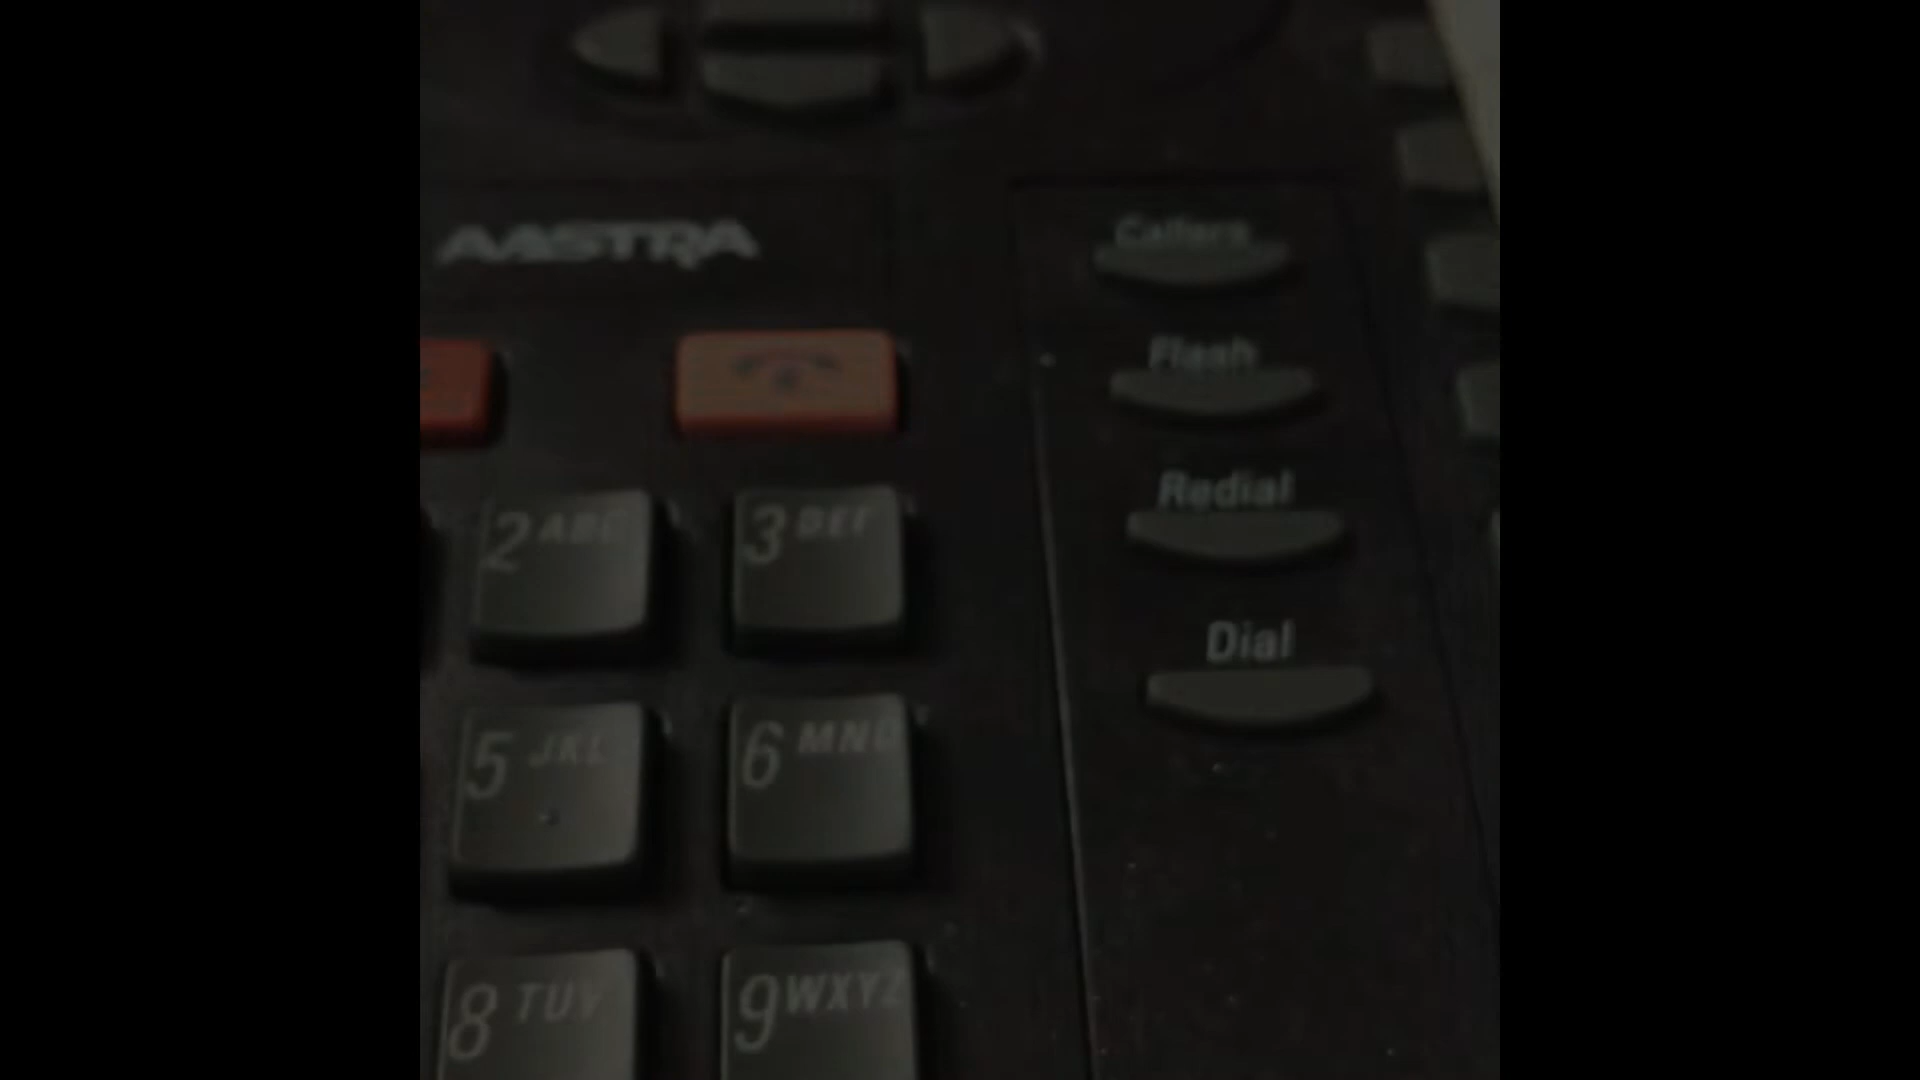 AASTRA
Callers
Flash
Redial
Dial
2 ABC
3 DEF
5 JKL
6 MNO
8 TUV
9 WXYZ